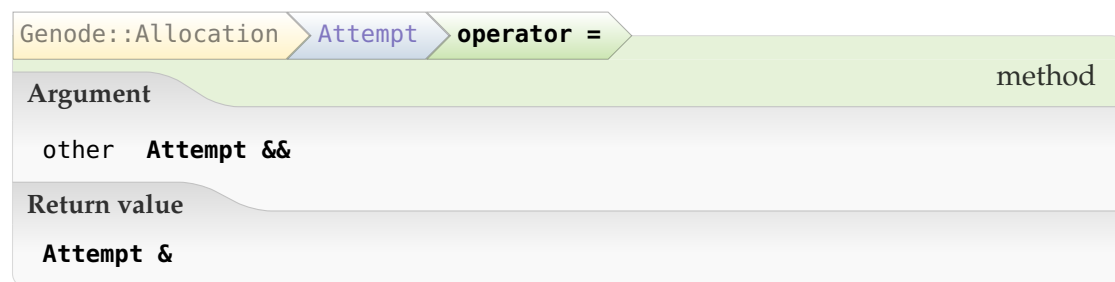 Genode::Allocation Attempt operator =
method
Argument
other Attempt &&
Return value
Attempt &